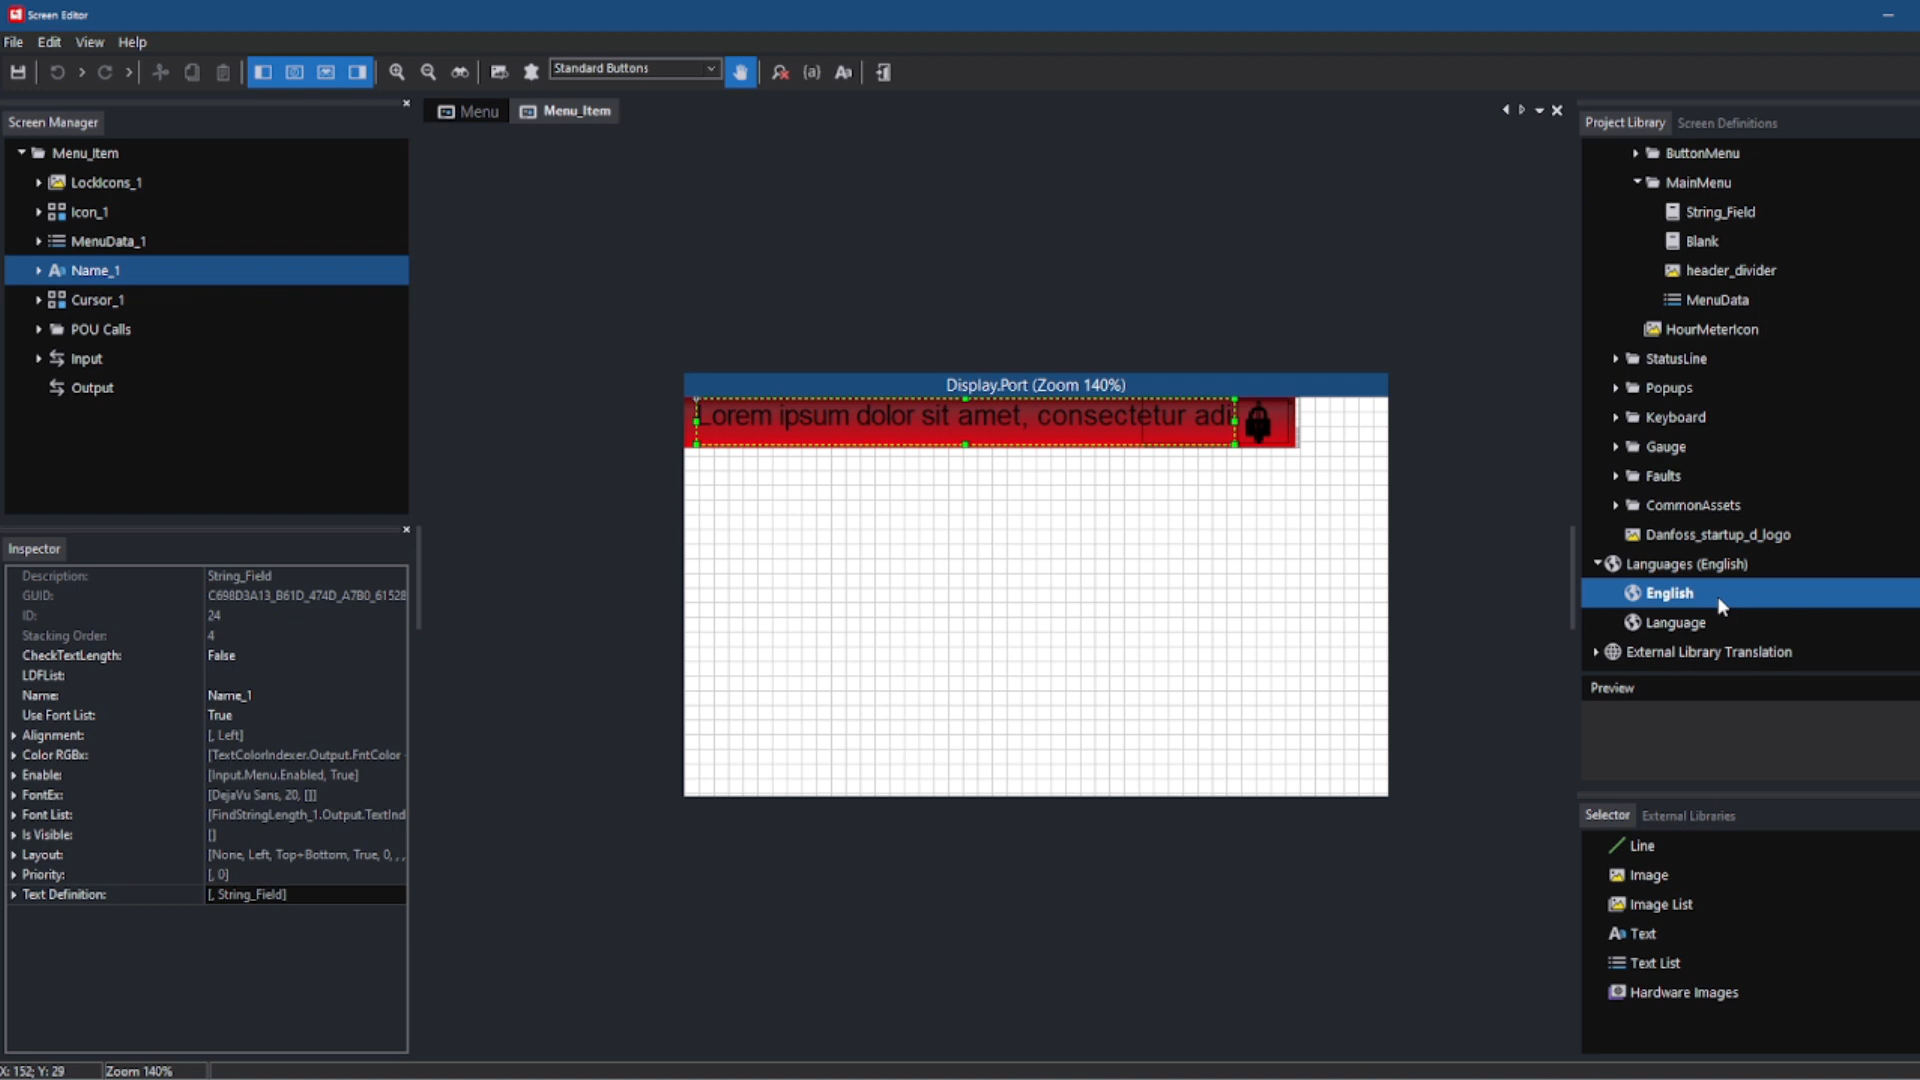 Screen Editor
File Edit View Help
Standard Buttons
{a} Aa
Screen Manager
Menu_Item
LockIcons_1
Icon_1
MenuData_1
Name_1
Cursor_1
POU Calls
Input
Output
Inspector
Description: String_Field
GUID: C698D3A13_B61D_474D_A7B0_61528
ID: 24
Stacking Order: 4
CheckTextLength: False
LDFList:
Name: Name_1
Use Font List: True
Alignment: [, Left]
Color RGBx: [TextColorIndexer.Output.FntColor
Enable: [Input.Menu.Enabled, True]
FontEx: [DejaVu Sans, 20, []]
Font List: [FindStringLength_1.Output.TextInd
Is Visible: []
Layout: [None, Left, Top+Bottom, True, 0, , ,
Priority: [, 0]
Text Definition: [, String_Field]
X: 152; Y: 29 Zoom 140%
Menu Menu_Item
Display.Port (Zoom 140%)
Lorem ipsum dolor sit amet, consectetur adi
Project Library Screen Definitions
ButtonMenu
MainMenu
String_Field
Blank
header_divider
MenuData
HourMeterIcon
StatusLine
Popups
Keyboard
Gauge
Faults
CommonAssets
Danfoss_startup_d_logo
Languages (English)
English
Language
External Library Translation
Preview
Selector External Libraries
Line
Image
Image List
Text
Text List
Hardware Images